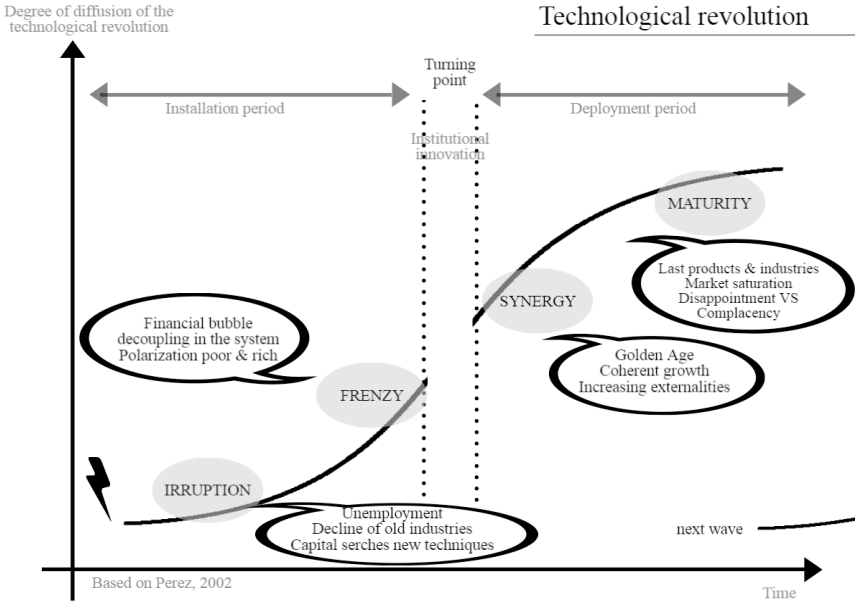 Degree of diffusion of the
technological revolution
Technological revolution
Turning
point
Installation period
Deployment period
Institutional
innovation
MATURITY
Last products & industries
Market saturation
Disappointment VS
Complacency
SYNERGY
Golden Age
Coherent growth
Increasing externalities
Financial bubble
decoupling in the system
Polarization poor & rich
FRENZY
IRRUPTION
Unemployment
Decline of old industries
Capital serches new techniques
next wave
Based on Perez, 2002
Time